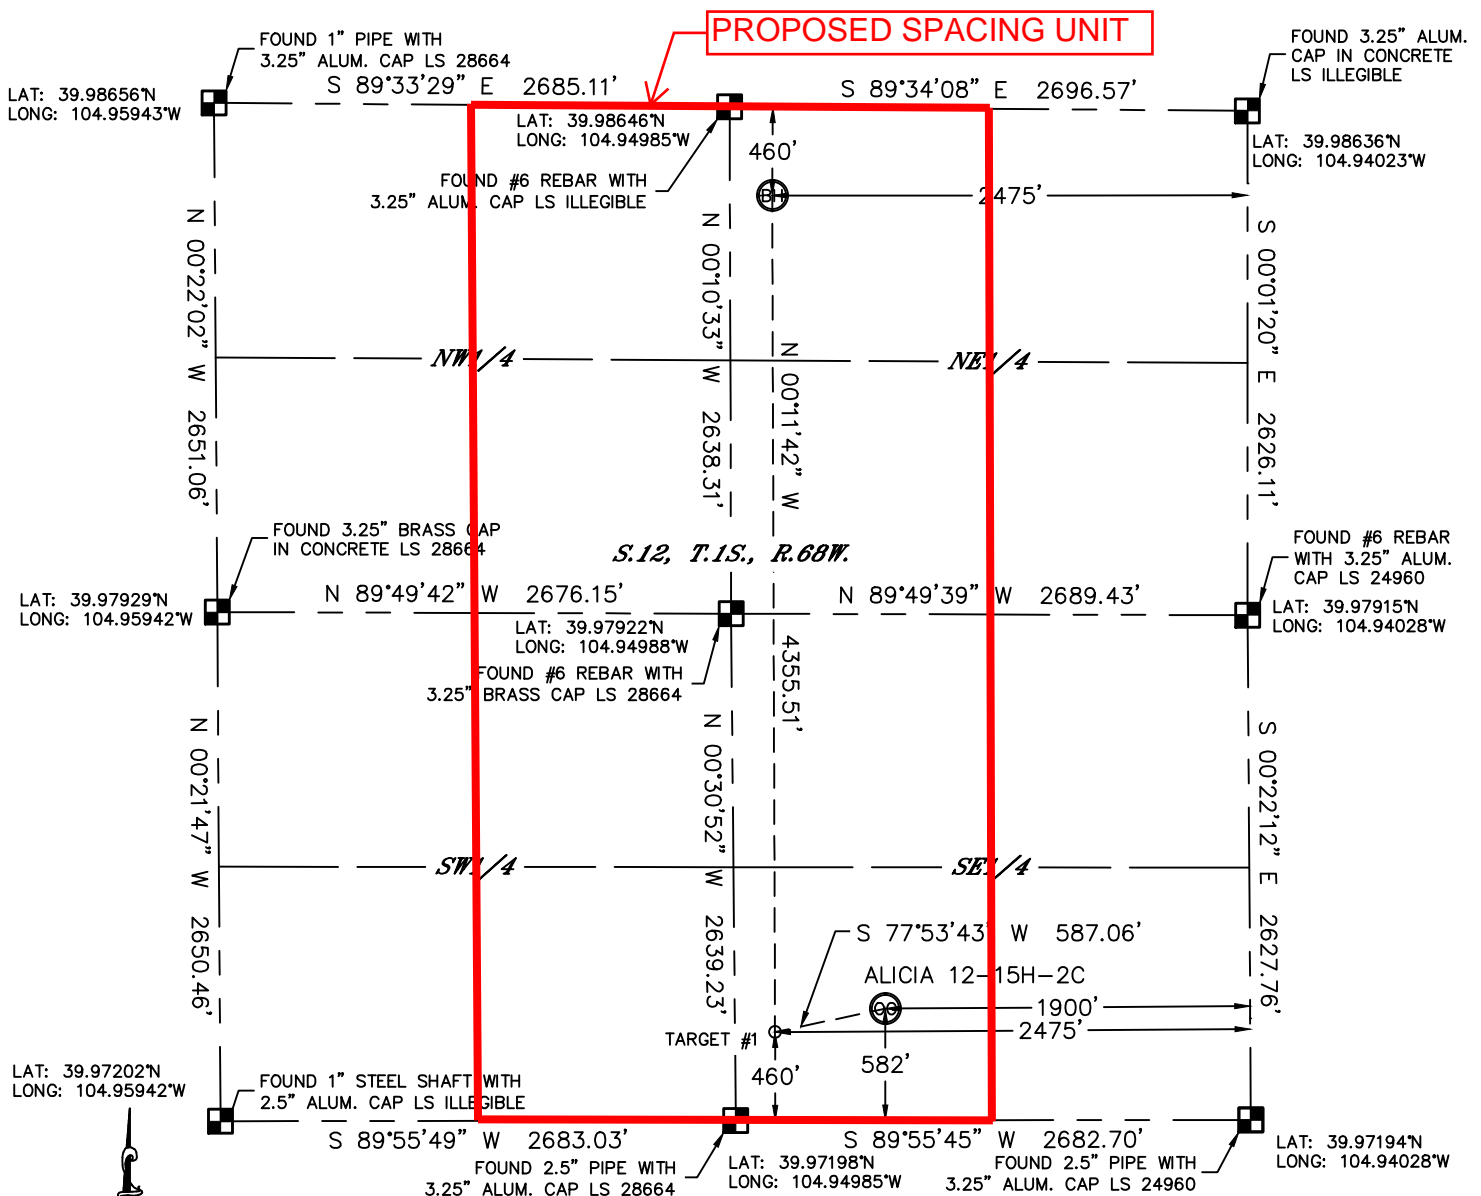 PROPOSED SPACING UNIT
FOUND 1" PIPE WITH
3.25" ALUM. CAP LS 28664
FOUND 3.25" ALUM.
CAP IN CONCRETE
LS ILLEGIBLE
S 89°33'29" E 2685.11'
S 89°34'08" E 2696.57'
LAT: 39.98656°N
LONG: 104.95943°W
LAT: 39.98646°N
LONG: 104.94985°W
LAT: 39.98636°N
LONG: 104.94023°W
460'
FOUND #6 REBAR WITH
3.25" ALUM. CAP LS ILLEGIBLE
BH
2475'
N 00°22'02" W 2651.06'
N 00°10'33" W 2638.31'
N 00°11'42" W 4355.51'
S 00°01'20" E 2626.11'
NW1/4
NE1/4
FOUND 3.25" BRASS CAP
IN CONCRETE LS 28664
S.12, T.1S., R.68W.
FOUND #6 REBAR
WITH 3.25" ALUM.
CAP LS 24960
N 89°49'42" W 2676.15'
N 89°49'39" W 2689.43'
LAT: 39.97929°N
LONG: 104.95942°W
LAT: 39.97922°N
LONG: 104.94988°W
LAT: 39.97915°N
LONG: 104.94028°W
FOUND #6 REBAR WITH
3.25" BRASS CAP LS 28664
N 00°21'47" W 2650.46'
N 00°30'52" W 2639.23'
S 00°22'12" E 2627.76'
SW1/4
SE1/4
S 77°53'43" W 587.06'
ALICIA 12-15H-2C
1900'
2475'
TARGET #1
460'
582'
LAT: 39.97202°N
LONG: 104.95942°W
FOUND 1" STEEL SHAFT WITH
2.5" ALUM. CAP LS ILLEGIBLE
S 89°55'49" W 2683.03'
S 89°55'45" W 2682.70'
FOUND 2.5" PIPE WITH
3.25" ALUM. CAP LS 28664
LAT: 39.97198°N
LONG: 104.94985°W
FOUND 2.5" PIPE WITH
3.25" ALUM. CAP LS 24960
LAT: 39.97194°N
LONG: 104.94028°W